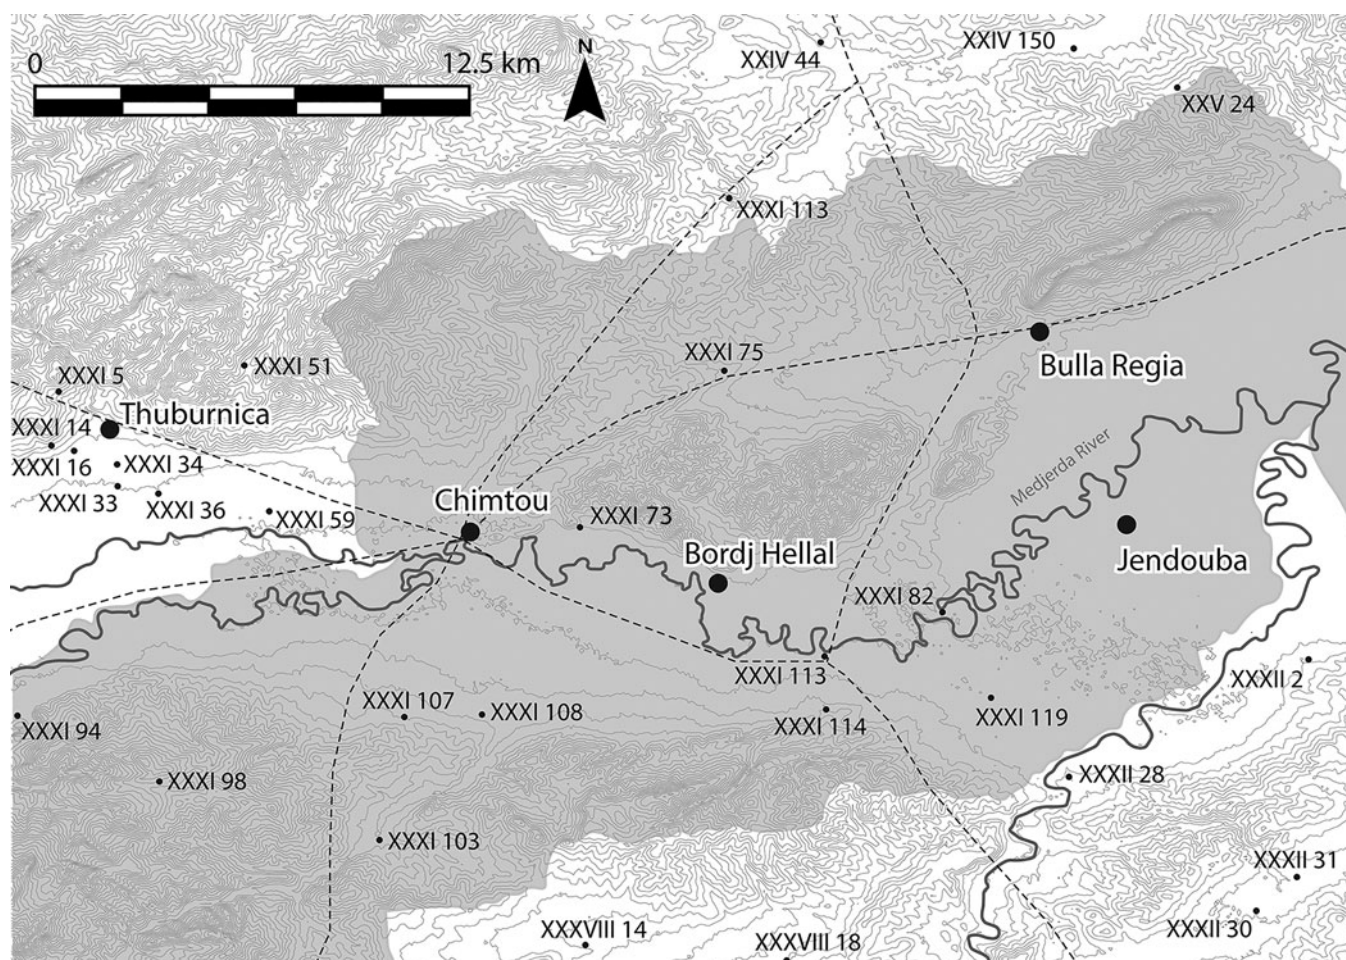 0
12.5 km
N
XXIV 44
XXIV 150
XXV 24
XXXI 113
XXXI 51
XXXI 5
XXXI 75
Bulla Regia
Thuburnica
XXXI 14
XXXI 16
XXXI 34
XXXI 33
XXXI 36
XXXI 59
Chimtou
XXXI 73
Medjerda River
Bordj Hellal
Jendouba
XXXI 82
XXXI 113
XXXII 2
XXXI 107
XXXI 108
XXXI 114
XXXI 119
XXXI 94
XXXI 98
XXXII 28
XXXI 103
XXXII 31
XXXII 30
XXXVIII 14
XXXVIII 18